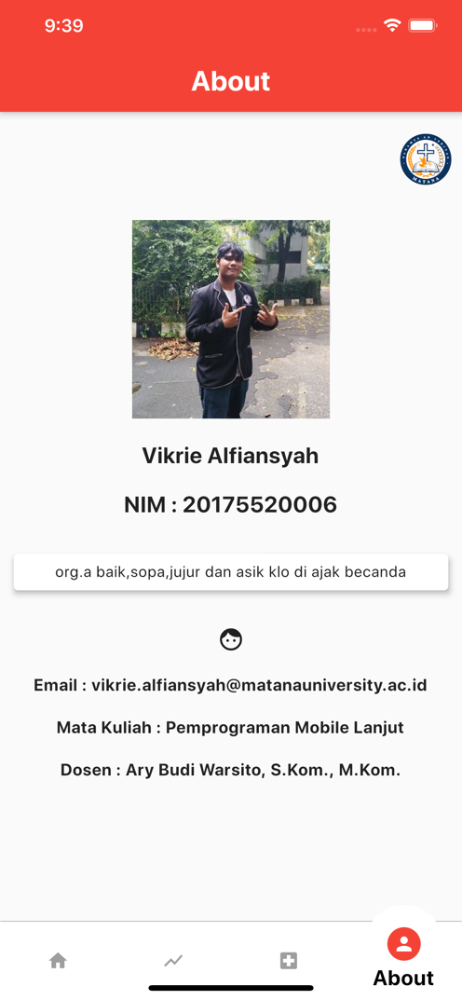 9:39
About
MATANA
Vikrie Alfiansyah
NIM : 20175520006
org.a baik,sopa,jujur dan asik klo di ajak becanda
Email : vikrie.alfiansyah@matanauniversity.ac.id
Mata Kuliah : Pemprograman Mobile Lanjut
Dosen : Ary Budi Warsito, S.Kom., M.Kom.
About